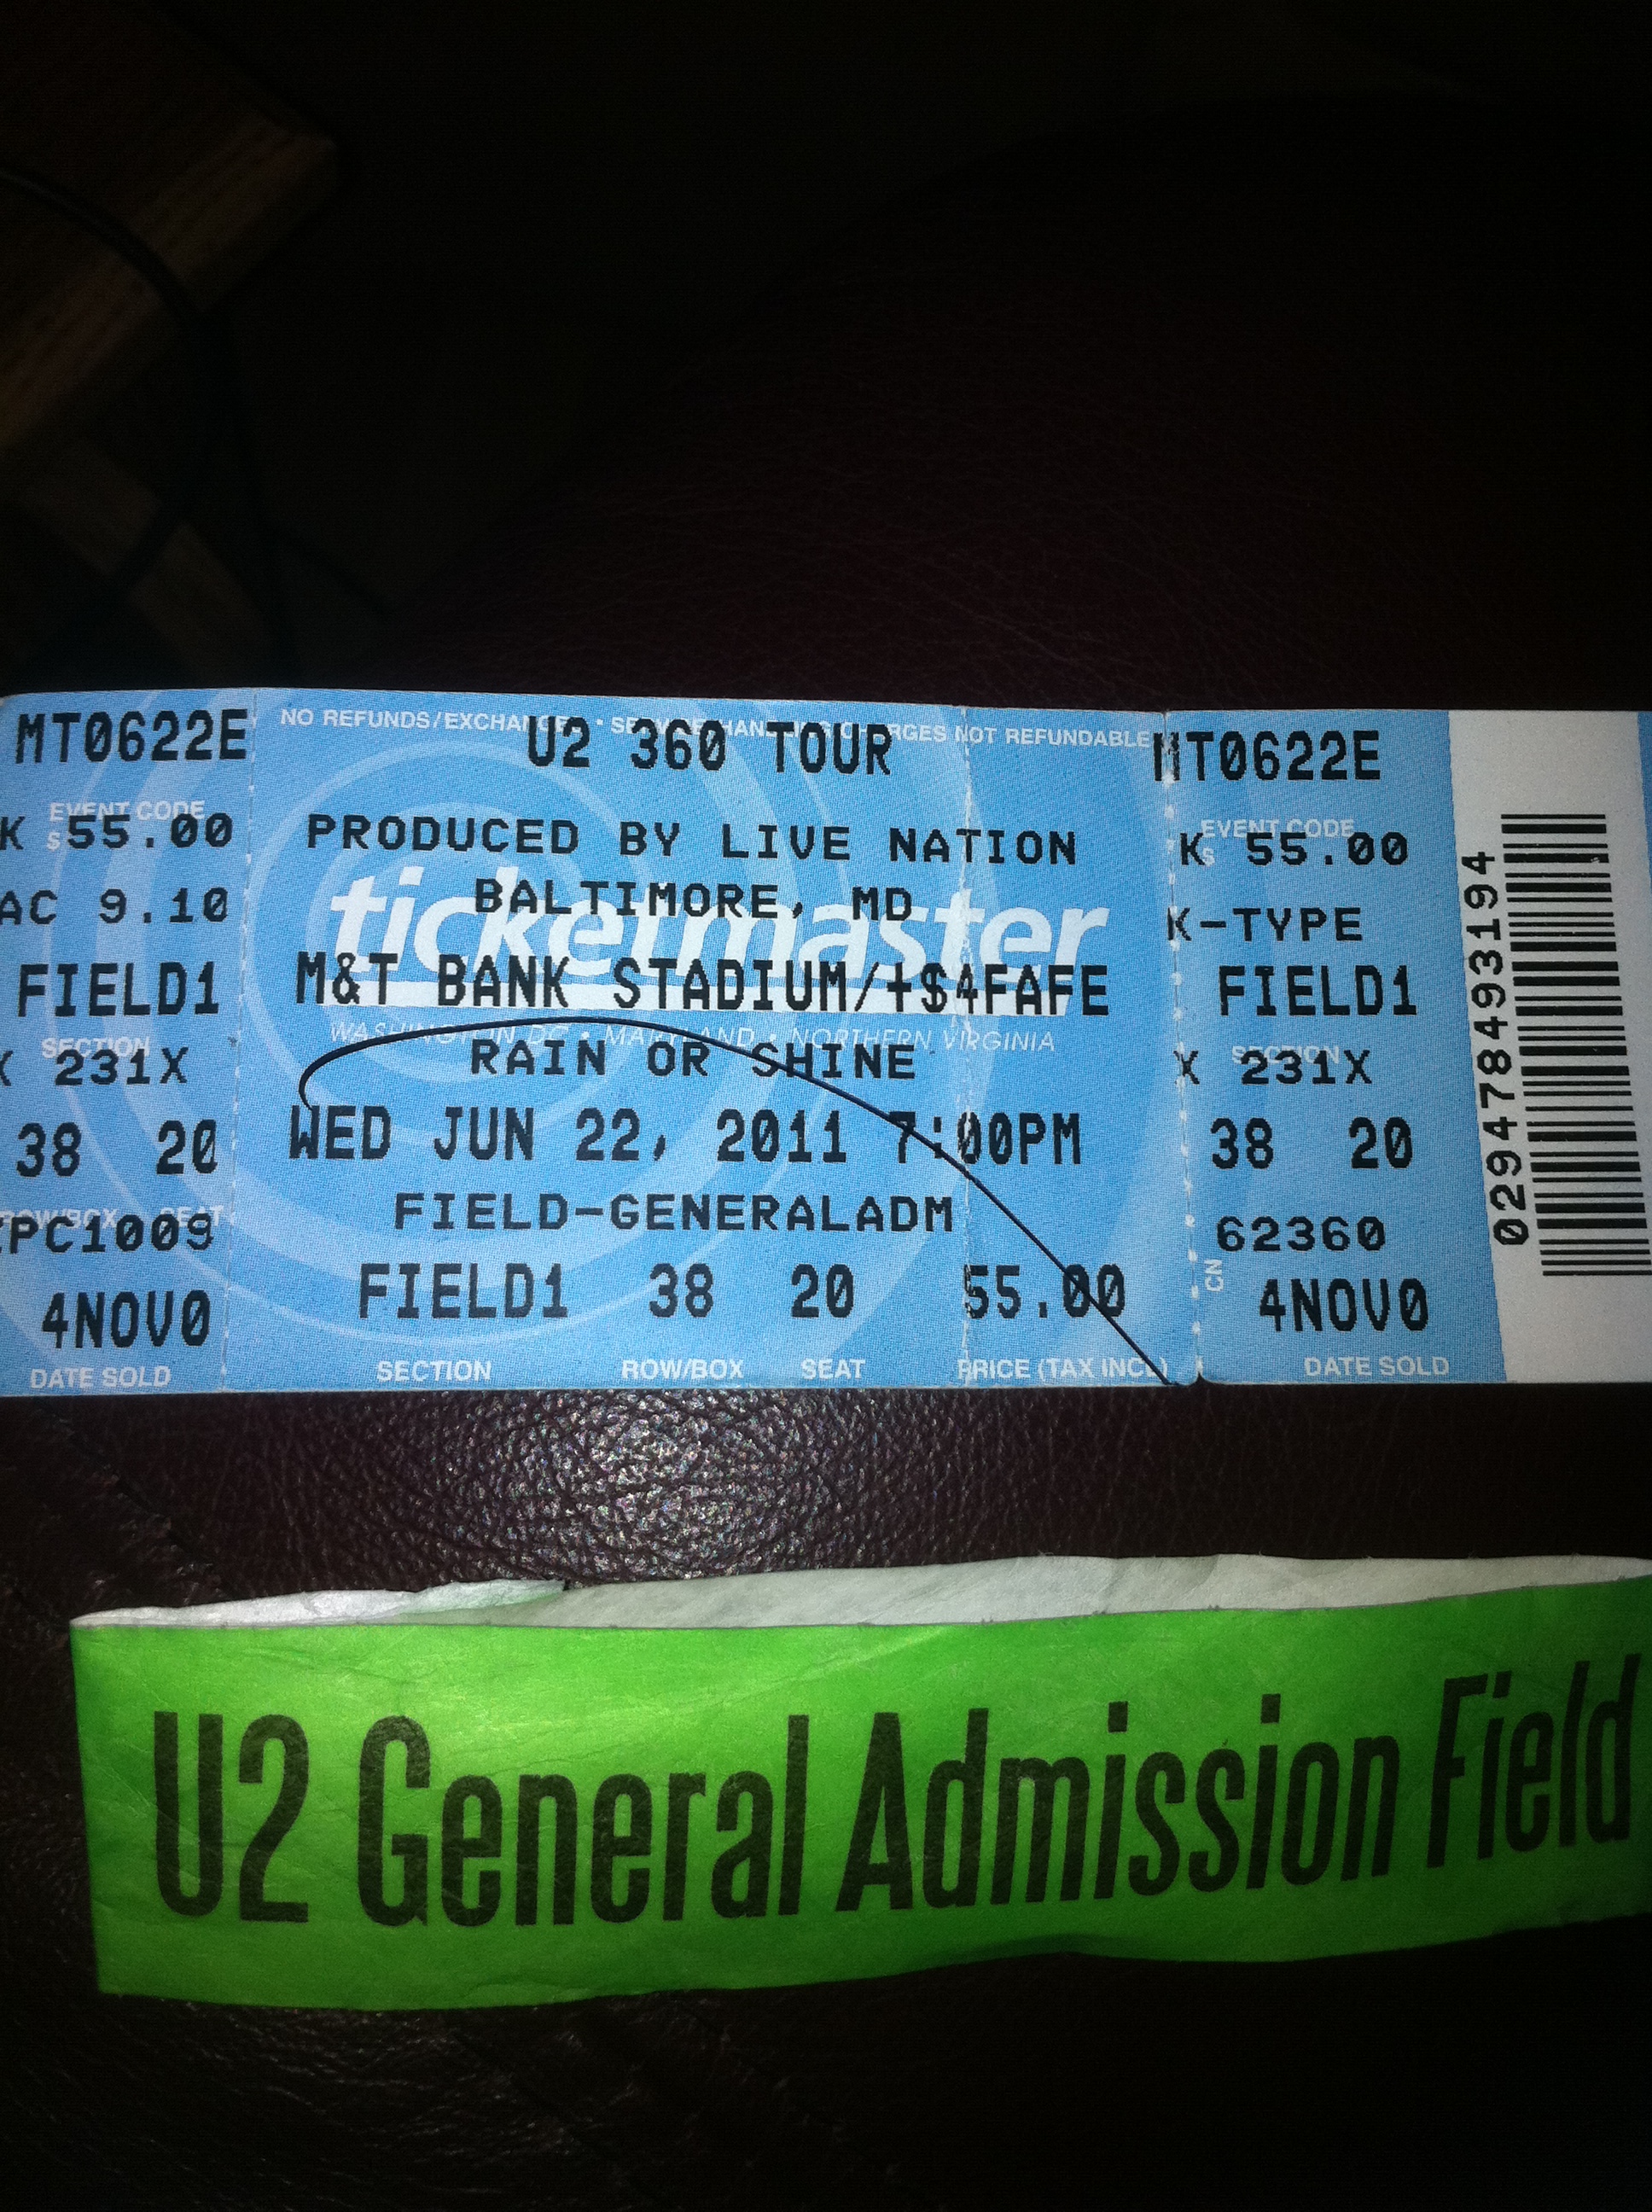 MT0622E
EVENT CODE
K $55.00
AC 9.10
FIELD1
SECTION
X 231X
38 20
ROW/BOX SEAT
PC1009
4NOV0
DATE SOLD
NO REFUNDS/EXCHANGES • SERVICE/HANDLING CHARGES NOT REFUNDABLE
U2 360 TOUR
PRODUCED BY LIVE NATION
BALTIMORE, MD
ticketmaster
M&T BANK STADIUM/+$4FAFE
WASHINGTON DC • MARYLAND • NORTHERN VIRGINIA
RAIN OR SHINE
WED JUN 22, 2011 7:00PM
FIELD-GENERALADM
FIELD1 38 20 55.00
SECTION ROW/BOX SEAT PRICE (TAX INCL)
MT0622E
EVENT CODE
K $ 55.00
K-TYPE
FIELD1
SECTION
X 231X
38 20
62360
CN
4NOV0
DATE SOLD
029478493194
U2 General Admission Field